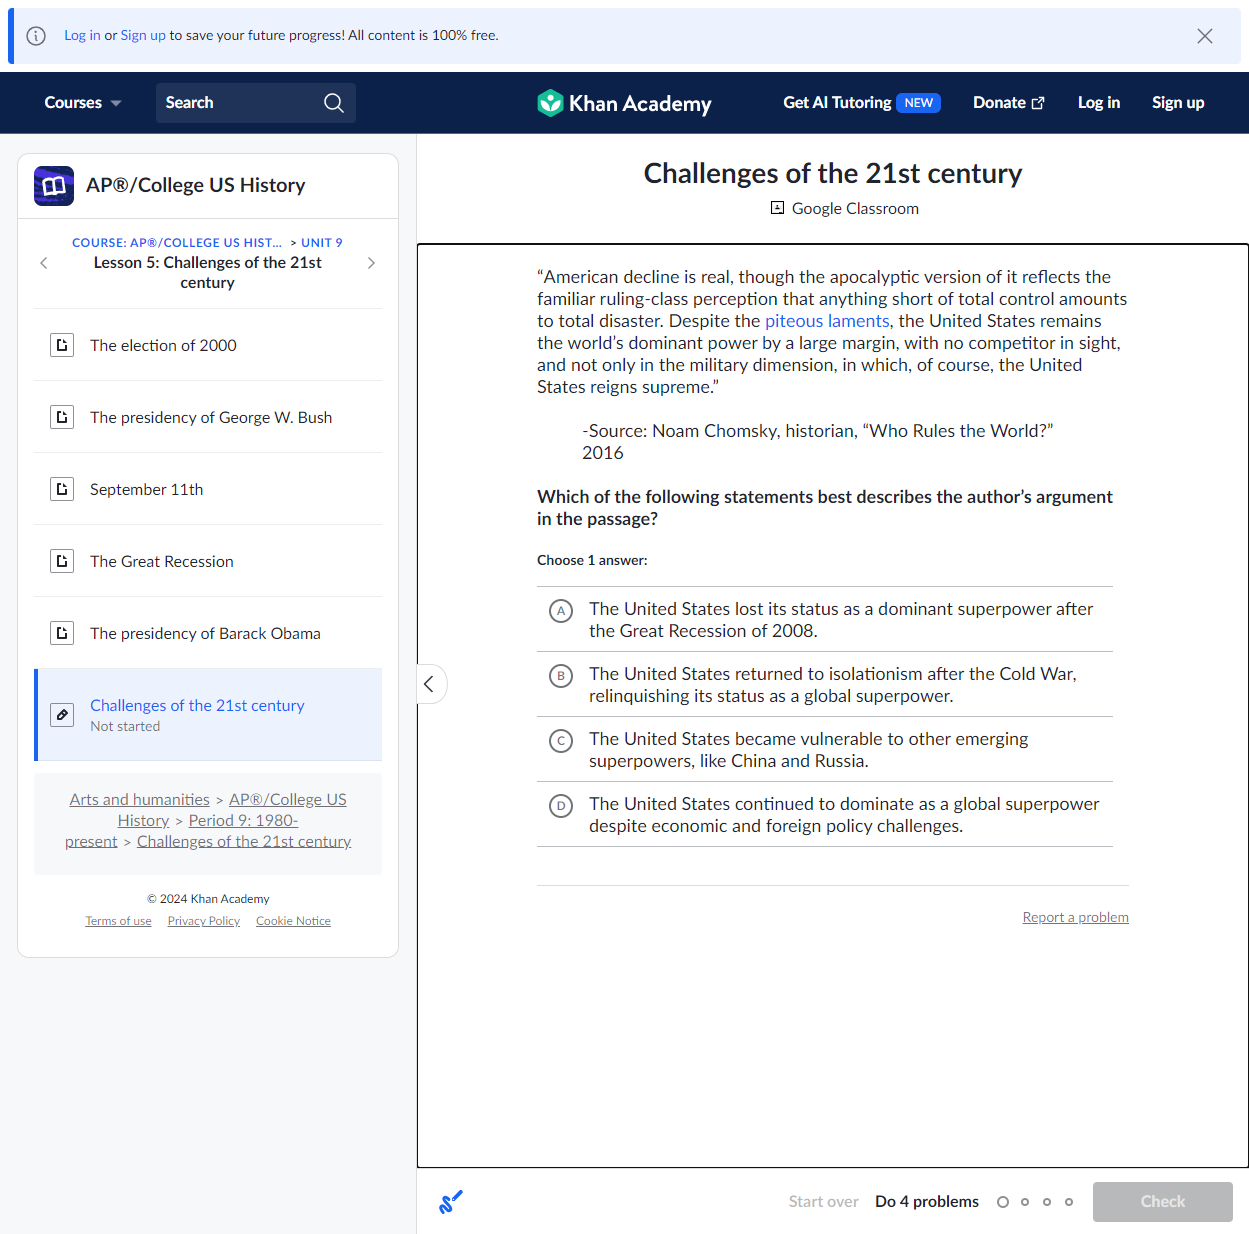 Log in or Sign up to save your future progress! All content is 100% free.
Courses
Search
Khan Academy
Get AI Tutoring NEW
Donate
Log in
Sign up
AP®/College US History
COURSE: AP®/COLLEGE US HIST... > UNIT 9
Lesson 5: Challenges of the 21st
century
The election of 2000
The presidency of George W. Bush
September 11th
The Great Recession
The presidency of Barack Obama
Challenges of the 21st century
Not started
Arts and humanities > AP®/College US
History > Period 9: 1980-
present > Challenges of the 21st century
© 2024 Khan Academy
Terms of use Privacy Policy Cookie Notice
Challenges of the 21st century
Google Classroom
“American decline is real, though the apocalyptic version of it reflects the
familiar ruling-class perception that anything short of total control amounts
to total disaster. Despite the piteous laments, the United States remains
the world’s dominant power by a large margin, with no competitor in sight,
and not only in the military dimension, in which, of course, the United
States reigns supreme.”
-Source: Noam Chomsky, historian, “Who Rules the World?”
2016
Which of the following statements best describes the author’s argument
in the passage?
Choose 1 answer:
A
The United States lost its status as a dominant superpower after
the Great Recession of 2008.
B
The United States returned to isolationism after the Cold War,
relinquishing its status as a global superpower.
C
The United States became vulnerable to other emerging
superpowers, like China and Russia.
D
The United States continued to dominate as a global superpower
despite economic and foreign policy challenges.
Report a problem
Start over
Do 4 problems
Check